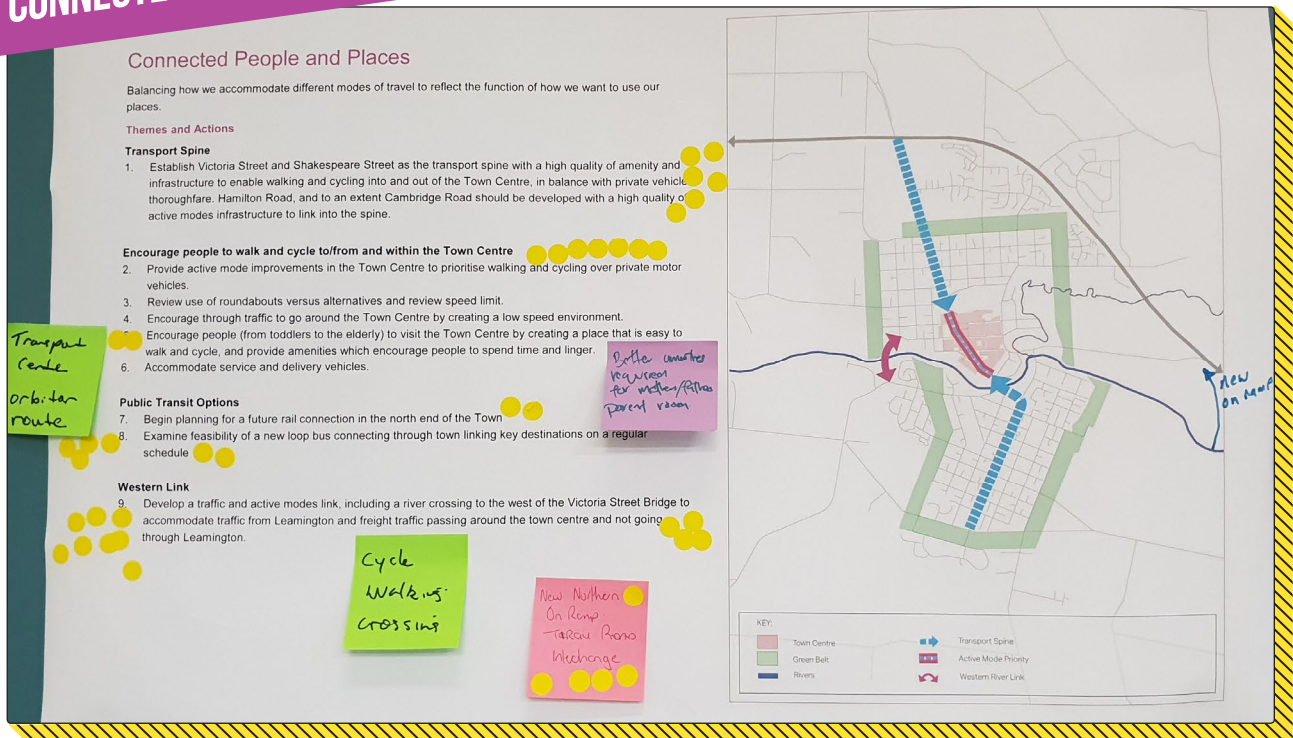 CONNECTE
Connected People and Places
Balancing how we accommodate different modes of travel to reflect the function of how we want to use our
places.
Themes and Actions
Transport Spine
1. Establish Victoria Street and Shakespeare Street as the transport spine with a high quality of amenity and
infrastructure to enable walking and cycling into and out of the Town Centre, in balance with private vehicle
thoroughfare. Hamilton Road, and to an extent Cambridge Road should be developed with a high quality of
active modes infrastructure to link into the spine.
Encourage people to walk and cycle to/from and within the Town Centre
2. Provide active mode improvements in the Town Centre to prioritise walking and cycling over private motor
vehicles.
3. Review use of roundabouts versus alternatives and review speed limit.
4. Encourage through traffic to go around the Town Centre by creating a low speed environment.
Encourage people (from toddlers to the elderly) to visit the Town Centre by creating a place that is easy to
walk and cycle, and provide amenities which encourage people to spend time and linger.
6. Accommodate service and delivery vehicles.
Public Transit Options
7. Begin planning for a future rail connection in the north end of the Town
8. Examine feasibility of a new loop bus connecting through town linking key destinations on a regular
schedule
Western Link
9. Develop a traffic and active modes link, including a river crossing to the west of the Victoria Street Bridge to
accommodate traffic from Leamington and freight traffic passing around the town centre and not going
through Leamington.
Transport
Centre
orbitar
route
Better
required
for mothers/fathers
parent room
Cycle
Walking
crossing
New Northern
On Ramp
Road
Interchange
new
on ramp
KEY:
Town Centre
Green Belt
Rivers
Transport Spine
Active Mode Priority
Western River Link